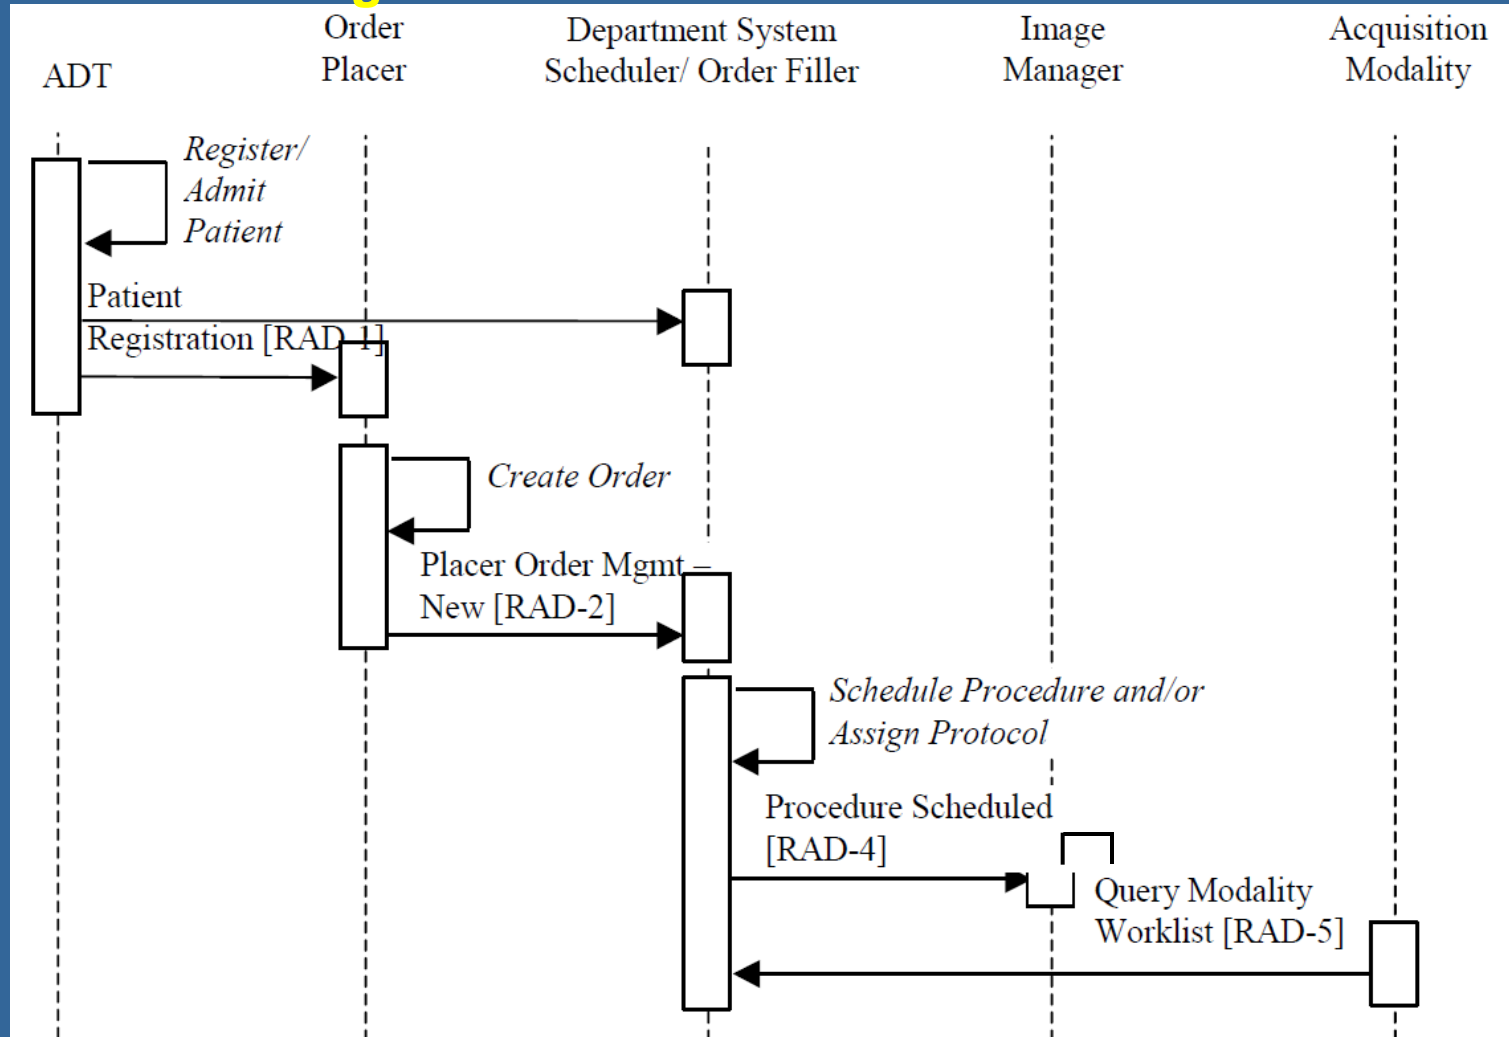 Order
Placer
Department System
Scheduler/ Order Filler
Image
Manager
Acquisition
Modality
ADT
Register/
Admit
Patient
Patient
Registration [RAD-1]
Create Order
Placer Order Mgmt –
New [RAD-2]
Schedule Procedure and/or
Assign Protocol
Procedure Scheduled
[RAD-4]
Query Modality
Worklist [RAD-5]